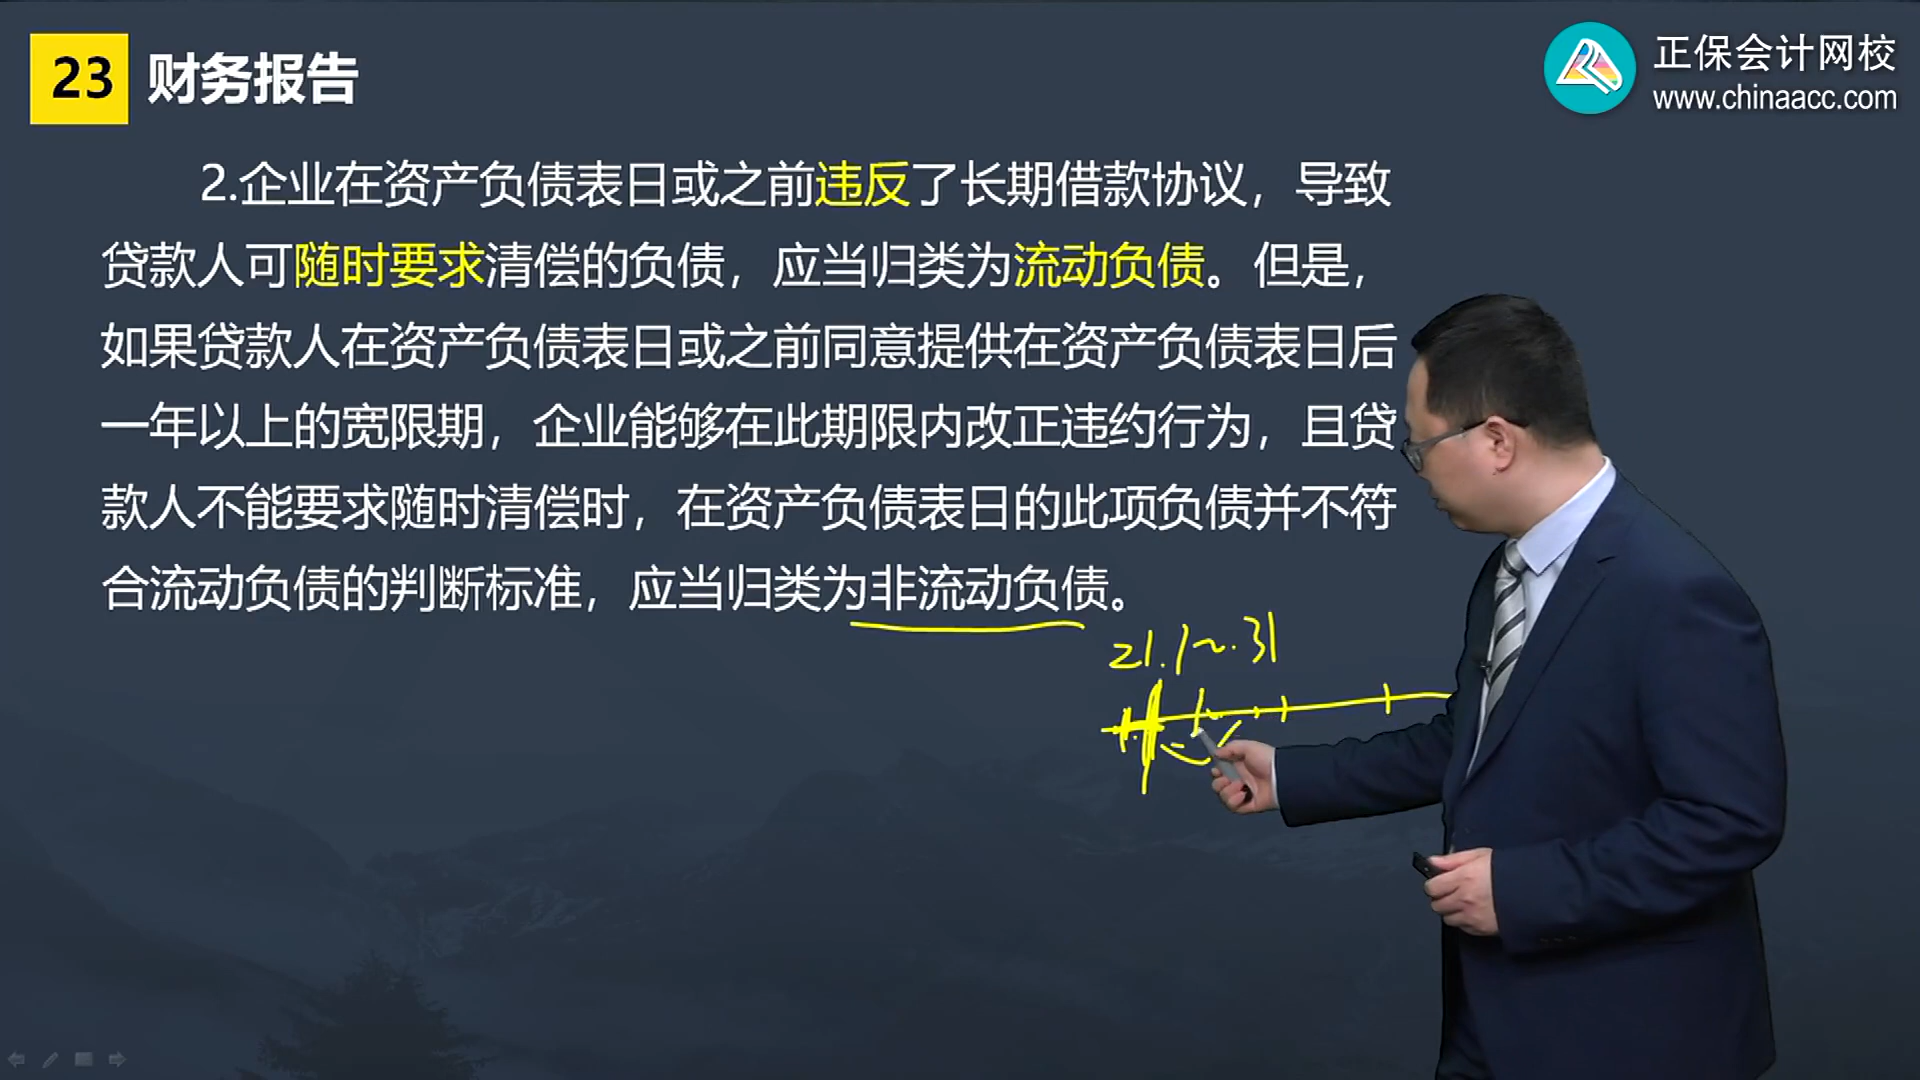 23 财务报告
正保会计网校
www.chinaacc.com
2.企业在资产负债表日或之前违反了长期借款协议，导致
贷款人可随时要求清偿的负债，应当归类为流动负债。但是，
如果贷款人在资产负债表日或之前同意提供在资产负债表日后
一年以上的宽限期，企业能够在此期限内改正违约行为，且贷
款人不能要求随时清偿时，在资产负债表日的此项负债并不符
合流动负债的判断标准，应当归类为非流动负债。
21.12.31